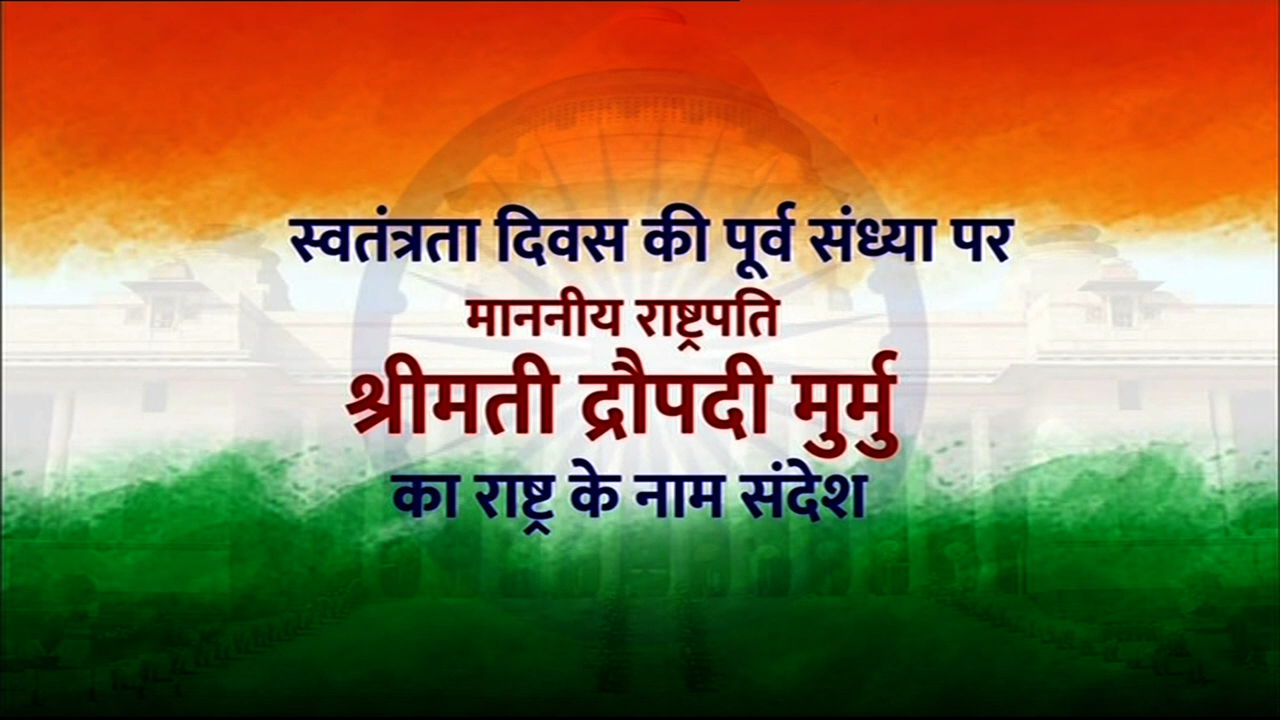 स्वतंत्रता दिवस की पूर्व संध्या पर
माननीय राष्ट्रपति
श्रीमती द्रौपदी मुर्मु
का राष्ट्र के नाम संदेश